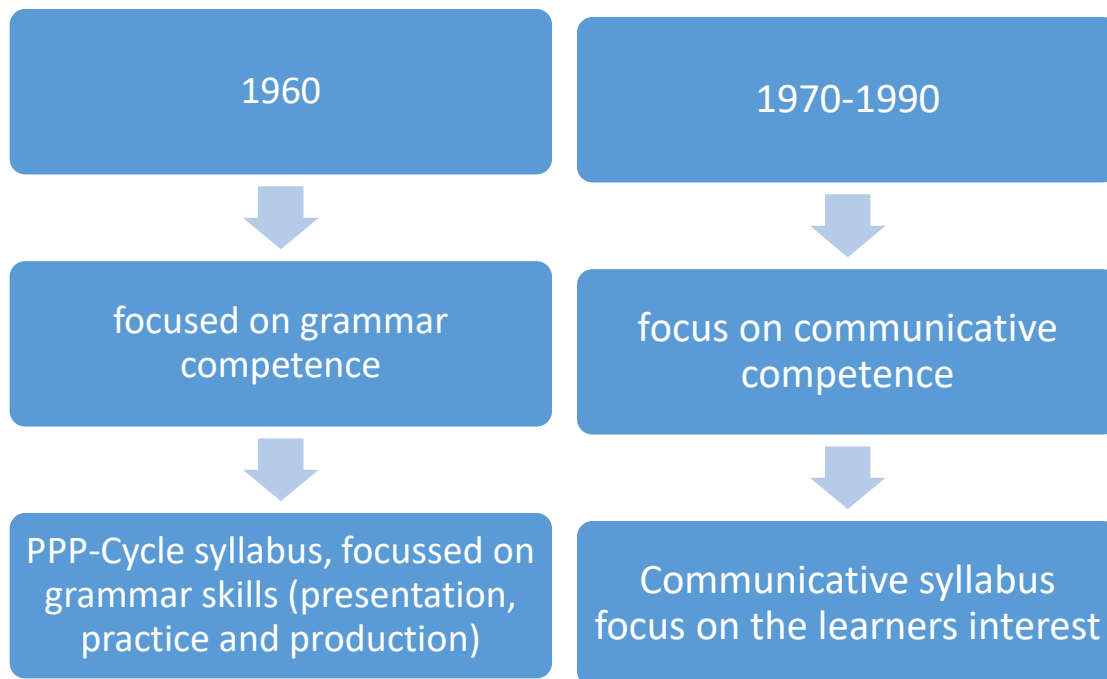 1960
focused on grammar
competence
PPP-Cycle syllabus, focussed on
grammar skills (presentation,
practice and production)
1970-1990
focus on communicative
competence
Communicative syllabus
focus on the learners interest